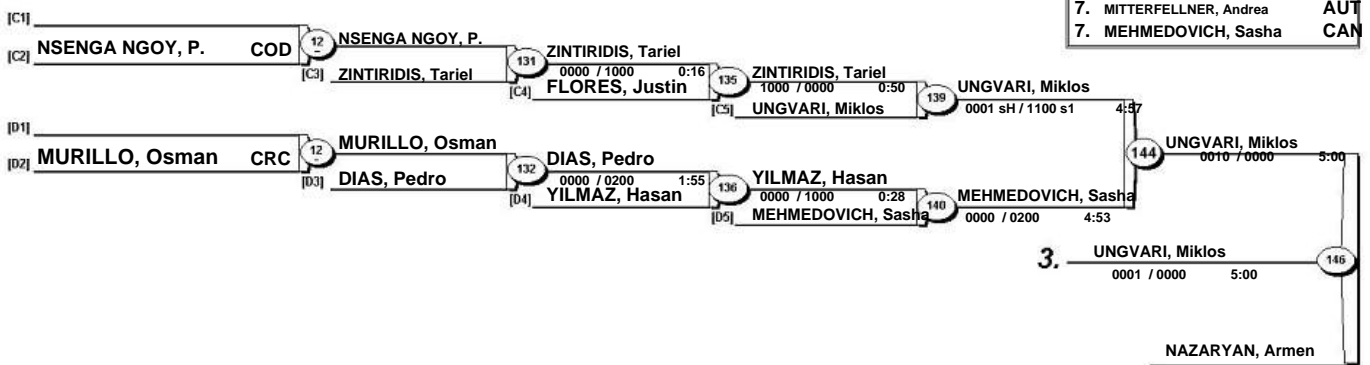 7. MITTERFELLNER, Andrea AUT
7. MEHMEDOVICH, Sasha CAN
[C1]
[C2] NSENGA NGOY, P. COD
12
–
NSENGA NGOY, P.
[C3] ZINTIRIDIS, Tariel
131
ZINTIRIDIS, Tariel
0000 / 1000 0:16
[C4] FLORES, Justin
135
ZINTIRIDIS, Tariel
1000 / 0000 0:50
[C5] UNGVARI, Miklos
139
UNGVARI, Miklos
0001 sH / 1100 s1 4:57
[D1]
[D2] MURILLO, Osman CRC
12
–
MURILLO, Osman
[D3] DIAS, Pedro
132
DIAS, Pedro
0000 / 0200 1:55
[D4] YILMAZ, Hasan
136
YILMAZ, Hasan
0000 / 1000 0:28
[D5] MEHMEDOVICH, Sasha
140
MEHMEDOVICH, Sasha
0000 / 0200 4:53
144
UNGVARI, Miklos
0010 / 0000 5:00
3. UNGVARI, Miklos
0001 / 0000 5:00
146
NAZARYAN, Armen